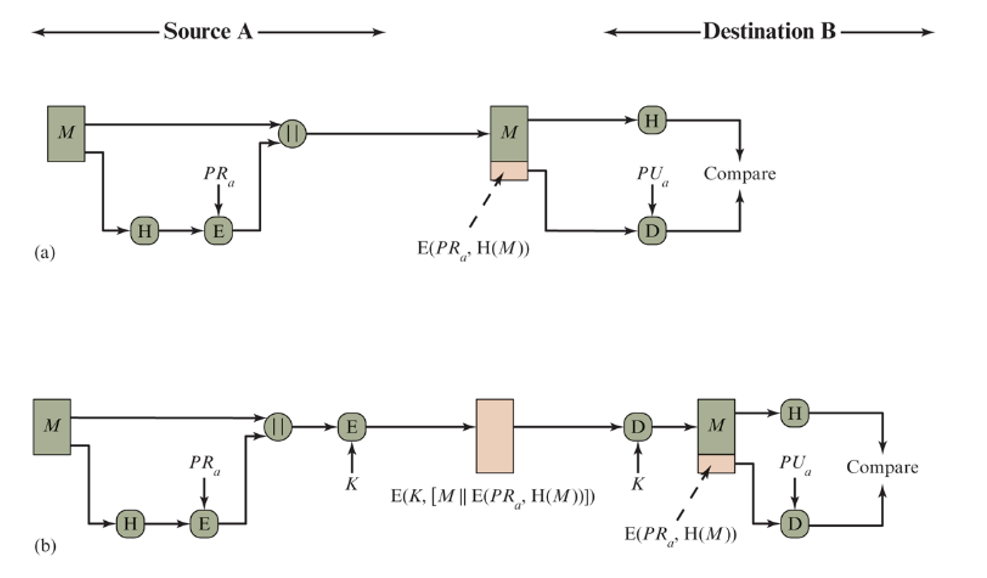 Source A Destination B
M || M H
PR_a PU_a Compare
H E D
E(PR_a, H(M))
(a)
M || E D M H
PR_a K K PU_a Compare
E(K, [M || E(PR_a, H(M))])
H E D
E(PR_a, H(M))
(b)